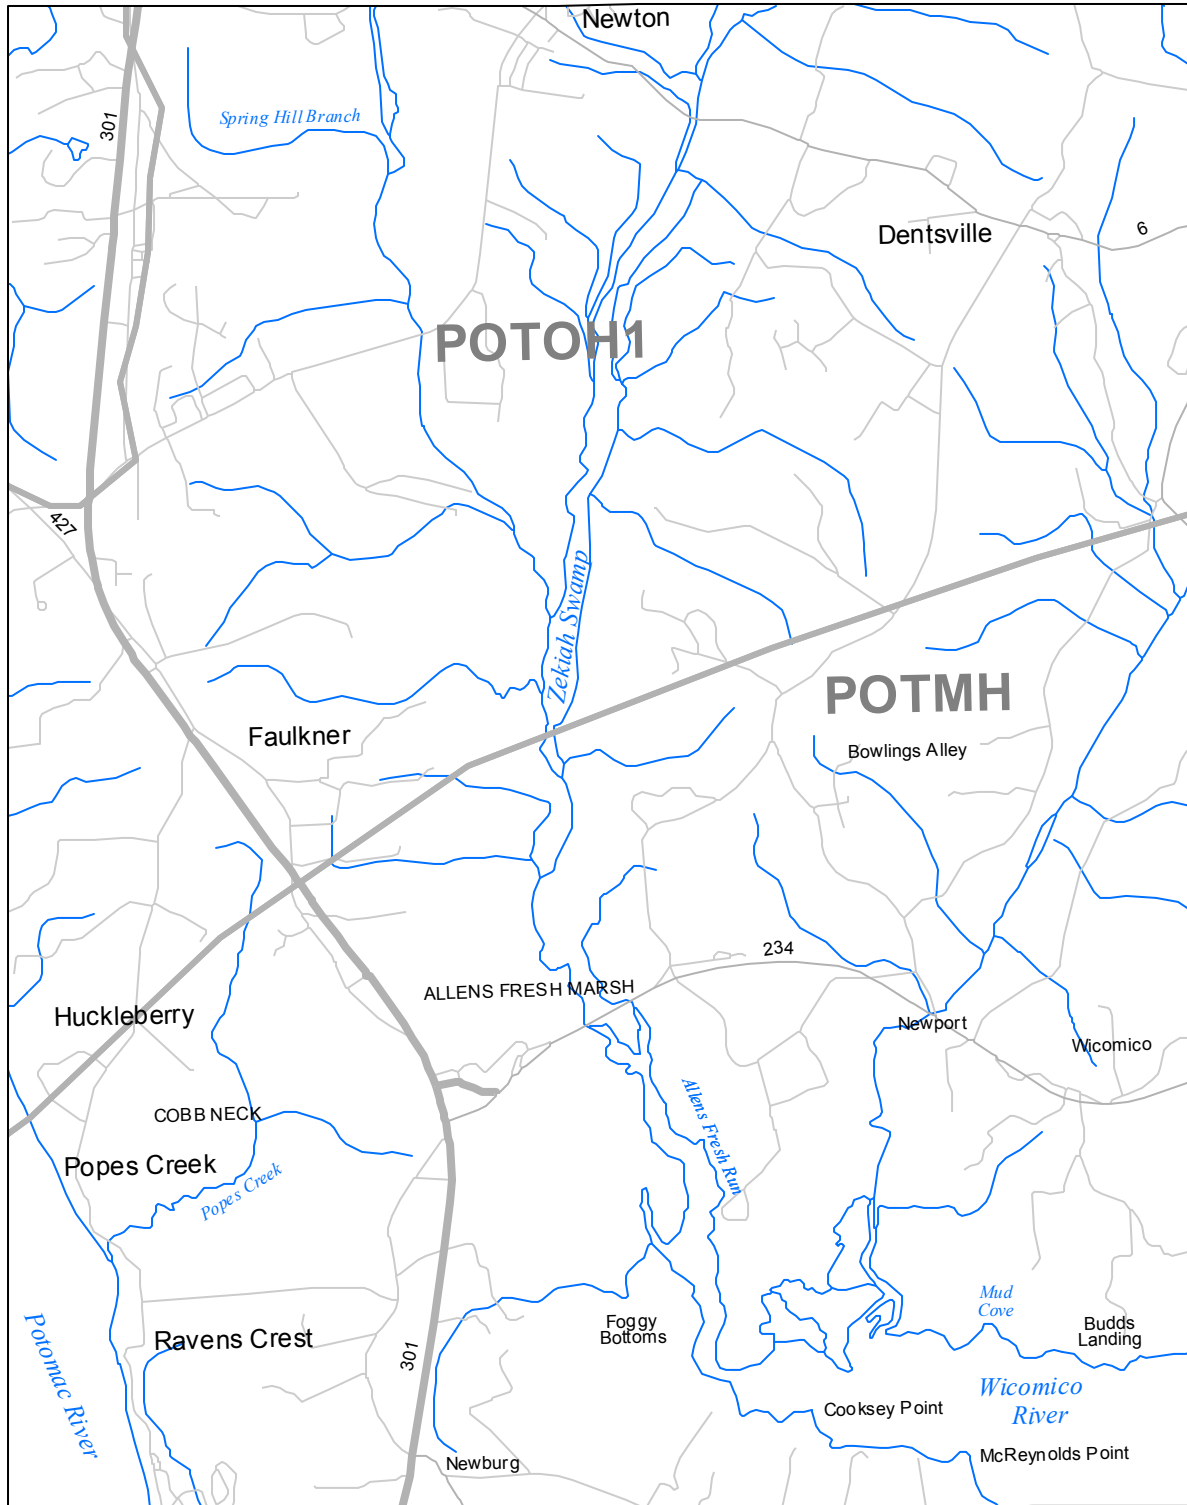 Newton
Spring Hill Branch
301
Dentsville
6
POTOH1
427
Zekiah Swamp
POTMH
Faulkner
Bowlings Alley
234
ALLENS FRESH MARSH
Huckleberry
Newport
Wicomico
COBB NECK
Allens Fresh Run
Popes Creek
Popes Creek
Mud
Cove
Foggy
Bottoms
Budds
Landing
Ravens Crest
301
Potomac River
Wicomico
River
Cooksey Point
McReynolds Point
Newburg